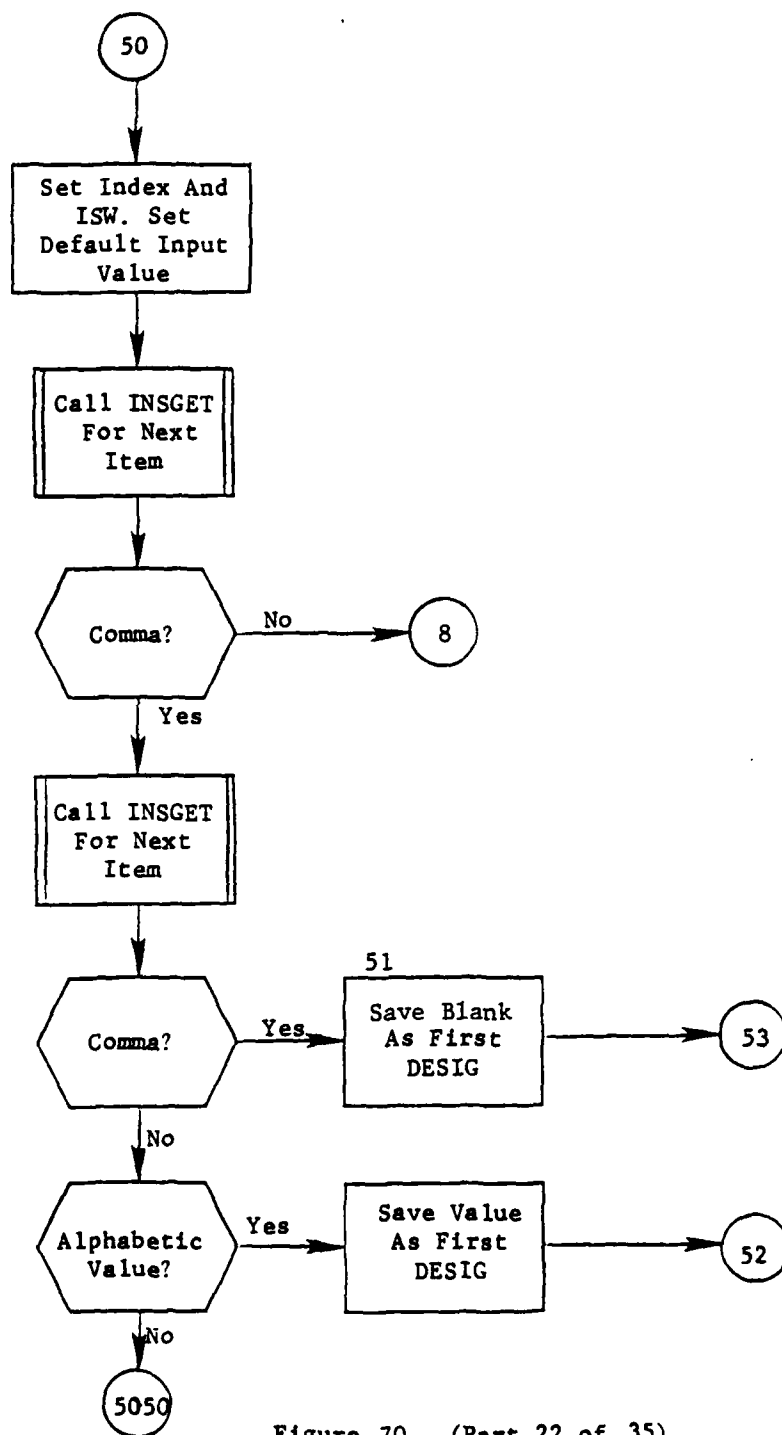 50
Set Index And
ISW. Set
Default Input
Value
Call INSGET
For Next
Item
Comma?
No
8
Yes
Call INSGET
For Next
Item
Comma?
Yes
51
Save Blank
As First
DESIG
53
No
Alphabetic
Value?
Yes
Save Value
As First
DESIG
52
No
5050
Figure 70. (Part 22 of 35)